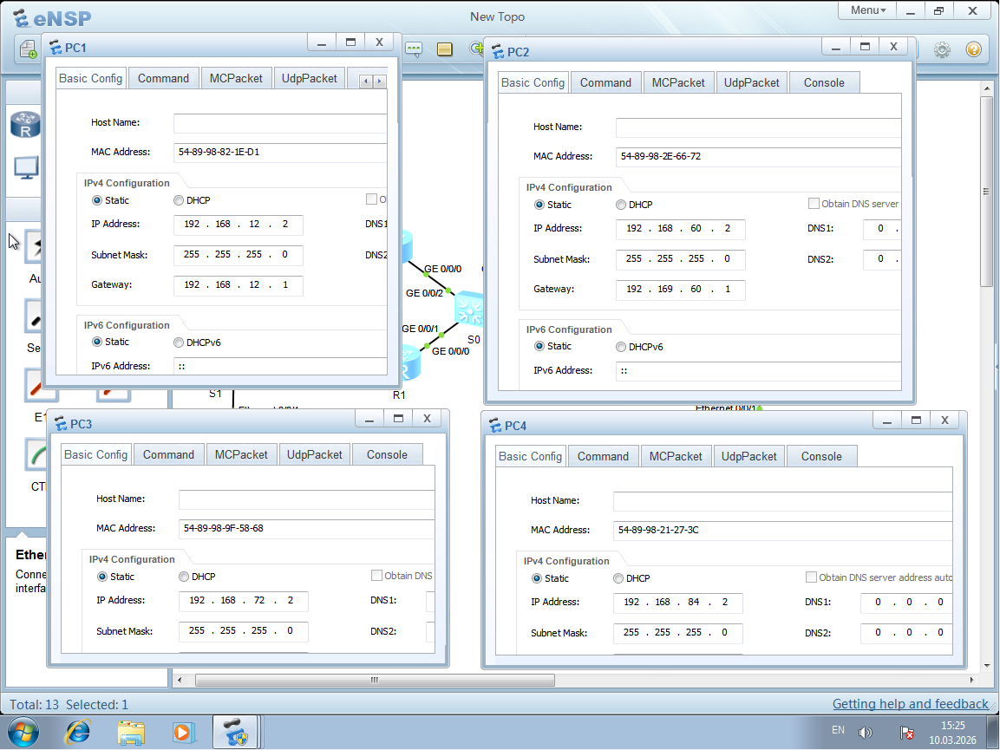 eNSP
New Topo
Menu
PC1
Basic Config Command MCPacket UdpPacket
Host Name:
MAC Address: 54-89-98-82-1E-D1
IPv4 Configuration
Static DHCP
IP Address: 192 . 168 . 12 . 2 DNS1
Subnet Mask: 255 . 255 . 255 . 0 DNS2
Gateway: 192 . 168 . 12 . 1
IPv6 Configuration
Static DHCPv6
IPv6 Address: ::
PC2
Basic Config Command MCPacket UdpPacket Console
Host Name:
MAC Address: 54-89-98-2E-66-72
IPv4 Configuration
Static DHCP Obtain DNS server
IP Address: 192 . 168 . 60 . 2 DNS1: 0 .
Subnet Mask: 255 . 255 . 255 . 0 DNS2: 0 .
Gateway: 192 . 169 . 60 . 1
IPv6 Configuration
Static DHCPv6
IPv6 Address: ::
R
GE 0/0/0
GE 0/0/2
GE 0/0/1
S0
GE 0/0/0
R
S1
R1
Ethernet 0/0/1
Ethernet 0/0/1
Au
Se
E1
CT
Ether
Conne
interfa
PC3
Basic Config Command MCPacket UdpPacket Console
Host Name:
MAC Address: 54-89-98-9F-58-68
IPv4 Configuration
Static DHCP Obtain DNS
IP Address: 192 . 168 . 72 . 2 DNS1:
Subnet Mask: 255 . 255 . 255 . 0 DNS2:
PC4
Basic Config Command MCPacket UdpPacket Console
Host Name:
MAC Address: 54-89-98-21-27-3C
IPv4 Configuration
Static DHCP Obtain DNS server address auto
IP Address: 192 . 168 . 84 . 2 DNS1: 0 . 0 . 0
Subnet Mask: 255 . 255 . 255 . 0 DNS2: 0 . 0 . 0
Total: 13 Selected: 1
Getting help and feedback
EN
15:25
10.03.2026